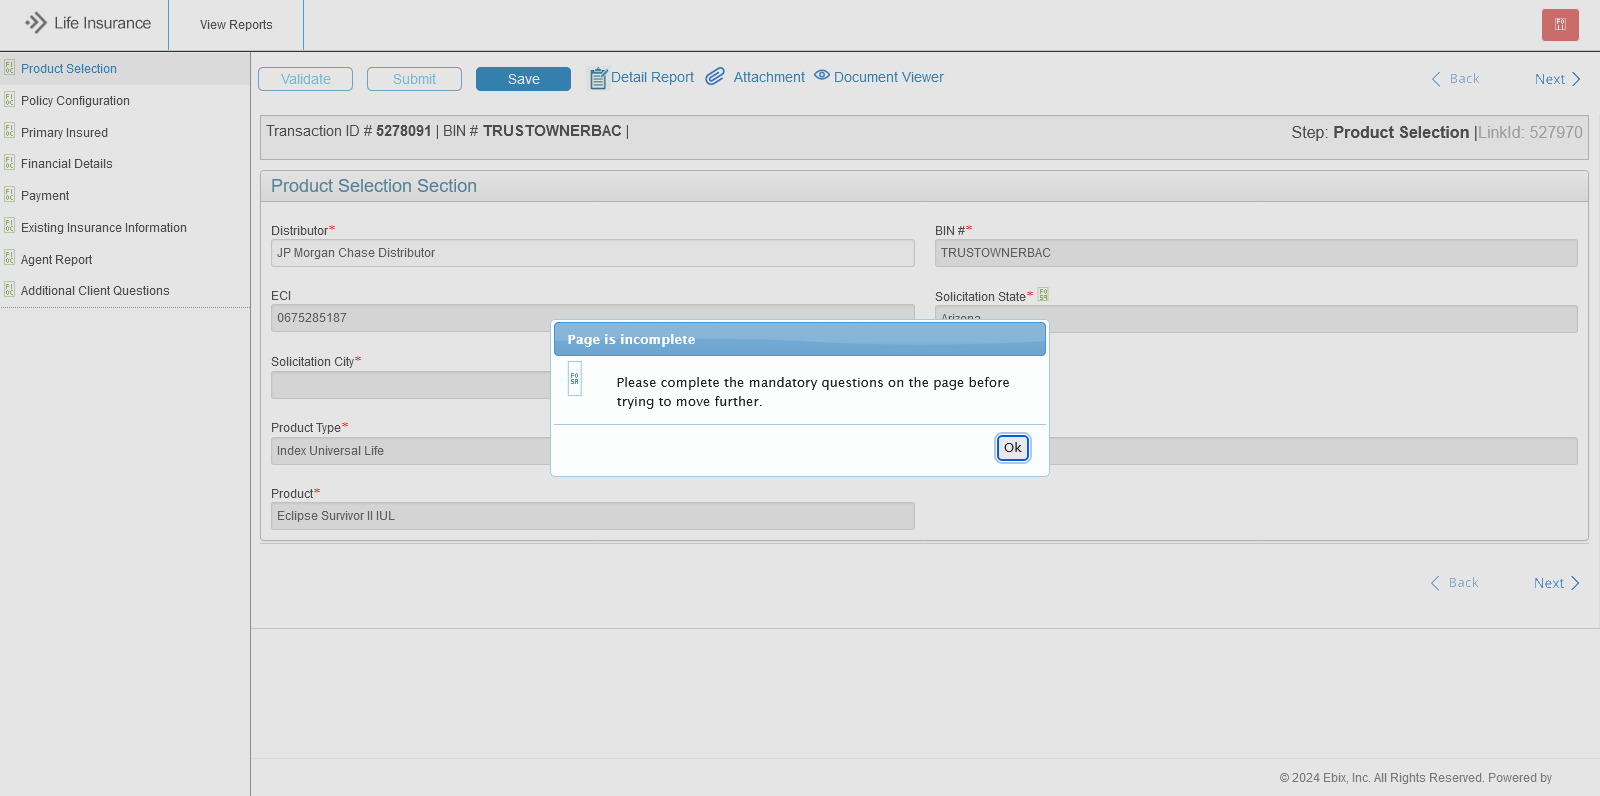 Life Insurance
View Reports
Product Selection
Policy Configuration
Primary Insured
Financial Details
Payment
Existing Insurance Information
Agent Report
Additional Client Questions
Validate
Submit
Save
Detail Report
Attachment
Document Viewer
Back
Next
Transaction ID # 5278091 | BIN # TRUSTOWNERBAC |
Step: Product Selection |LinkId: 527970
Product Selection Section
Distributor*
BIN #*
JP Morgan Chase Distributor
TRUSTOWNERBAC
ECI
Solicitation State*
0675285187
Arizona
Solicitation City*
Page is incomplete
Please complete the mandatory questions on the page before
trying to move further.
Ok
Product Type*
Index Universal Life
Product*
Eclipse Survivor II IUL
Back
Next
© 2024 Ebix, Inc. All Rights Reserved. Powered by